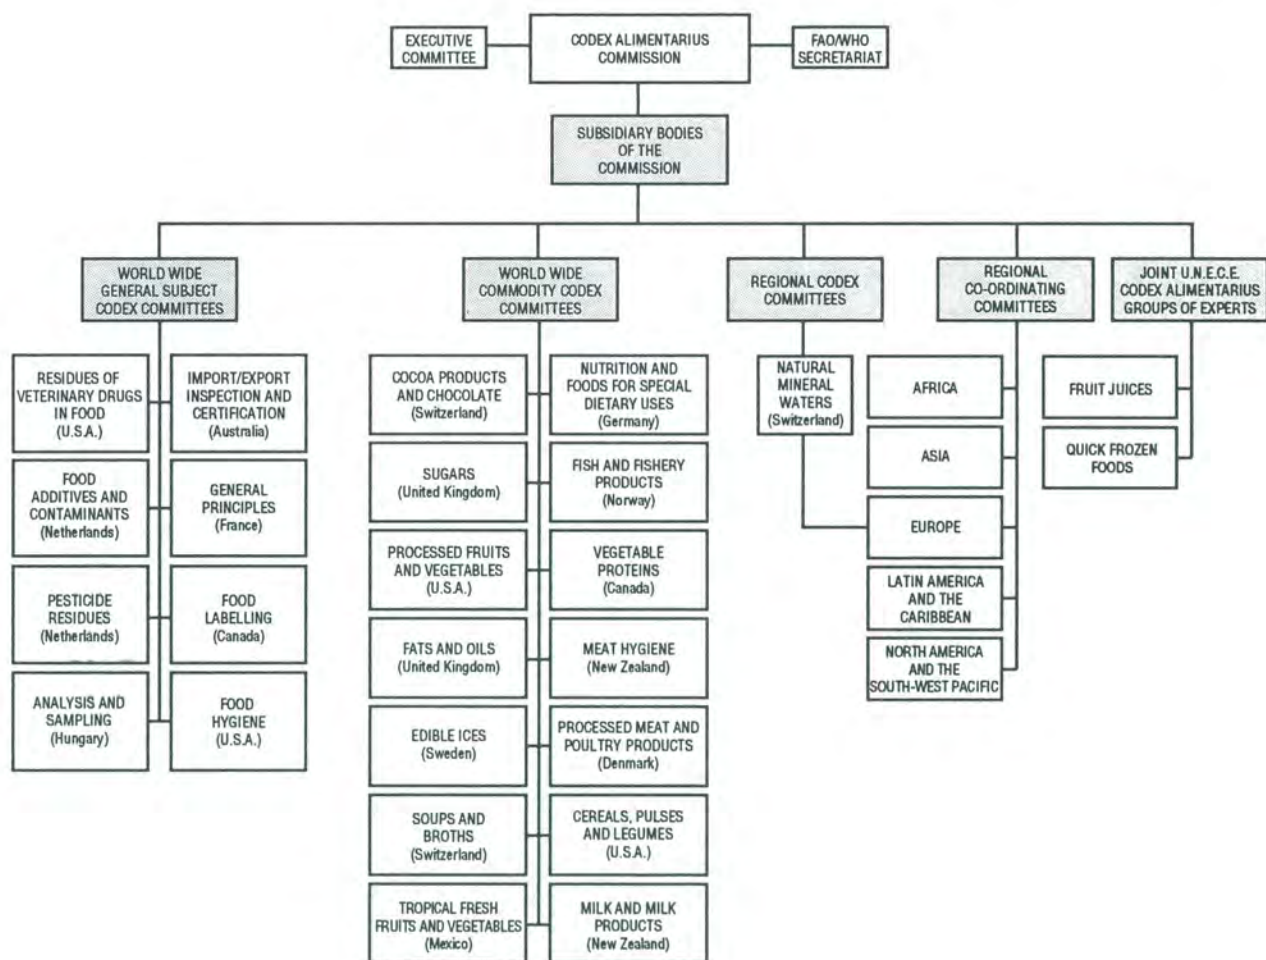 EXECUTIVE
COMMITTEE
CODEX ALIMENTARIUS
COMMISSION
FAO/WHO
SECRETARIAT
SUBSIDIARY BODIES
OF THE
COMMISSION
WORLD WIDE
GENERAL SUBJECT
CODEX COMMITTEES
WORLD WIDE
COMMODITY CODEX
COMMITTEES
REGIONAL CODEX
COMMITTEES
REGIONAL
CO-ORDINATING
COMMITTEES
JOINT U.N.E.C.E.
CODEX ALIMENTARIUS
GROUPS OF EXPERTS
RESIDUES OF
VETERINARY DRUGS
IN FOOD
(U.S.A.)
IMPORT/EXPORT
INSPECTION AND
CERTIFICATION
(Australia)
FOOD
ADDITIVES AND
CONTAMINANTS
(Netherlands)
GENERAL
PRINCIPLES
(France)
PESTICIDE
RESIDUES
(Netherlands)
FOOD
LABELLING
(Canada)
ANALYSIS AND
SAMPLING
(Hungary)
FOOD
HYGIENE
(U.S.A.)
COCOA PRODUCTS
AND CHOCOLATE
(Switzerland)
NUTRITION AND
FOODS FOR SPECIAL
DIETARY USES
(Germany)
SUGARS
(United Kingdom)
FISH AND FISHERY
PRODUCTS
(Norway)
PROCESSED FRUITS
AND VEGETABLES
(U.S.A.)
VEGETABLE
PROTEINS
(Canada)
FATS AND OILS
(United Kingdom)
MEAT HYGIENE
(New Zealand)
EDIBLE ICES
(Sweden)
PROCESSED MEAT AND
POULTRY PRODUCTS
(Denmark)
SOUPS AND
BROTHS
(Switzerland)
CEREALS, PULSES
AND LEGUMES
(U.S.A.)
TROPICAL FRESH
FRUITS AND VEGETABLES
(Mexico)
MILK AND MILK
PRODUCTS
(New Zealand)
NATURAL
MINERAL
WATERS
(Switzerland)
AFRICA
ASIA
EUROPE
LATIN AMERICA
AND THE
CARIBBEAN
NORTH AMERICA
AND THE
SOUTH-WEST PACIFIC
FRUIT JUICES
QUICK FROZEN
FOODS